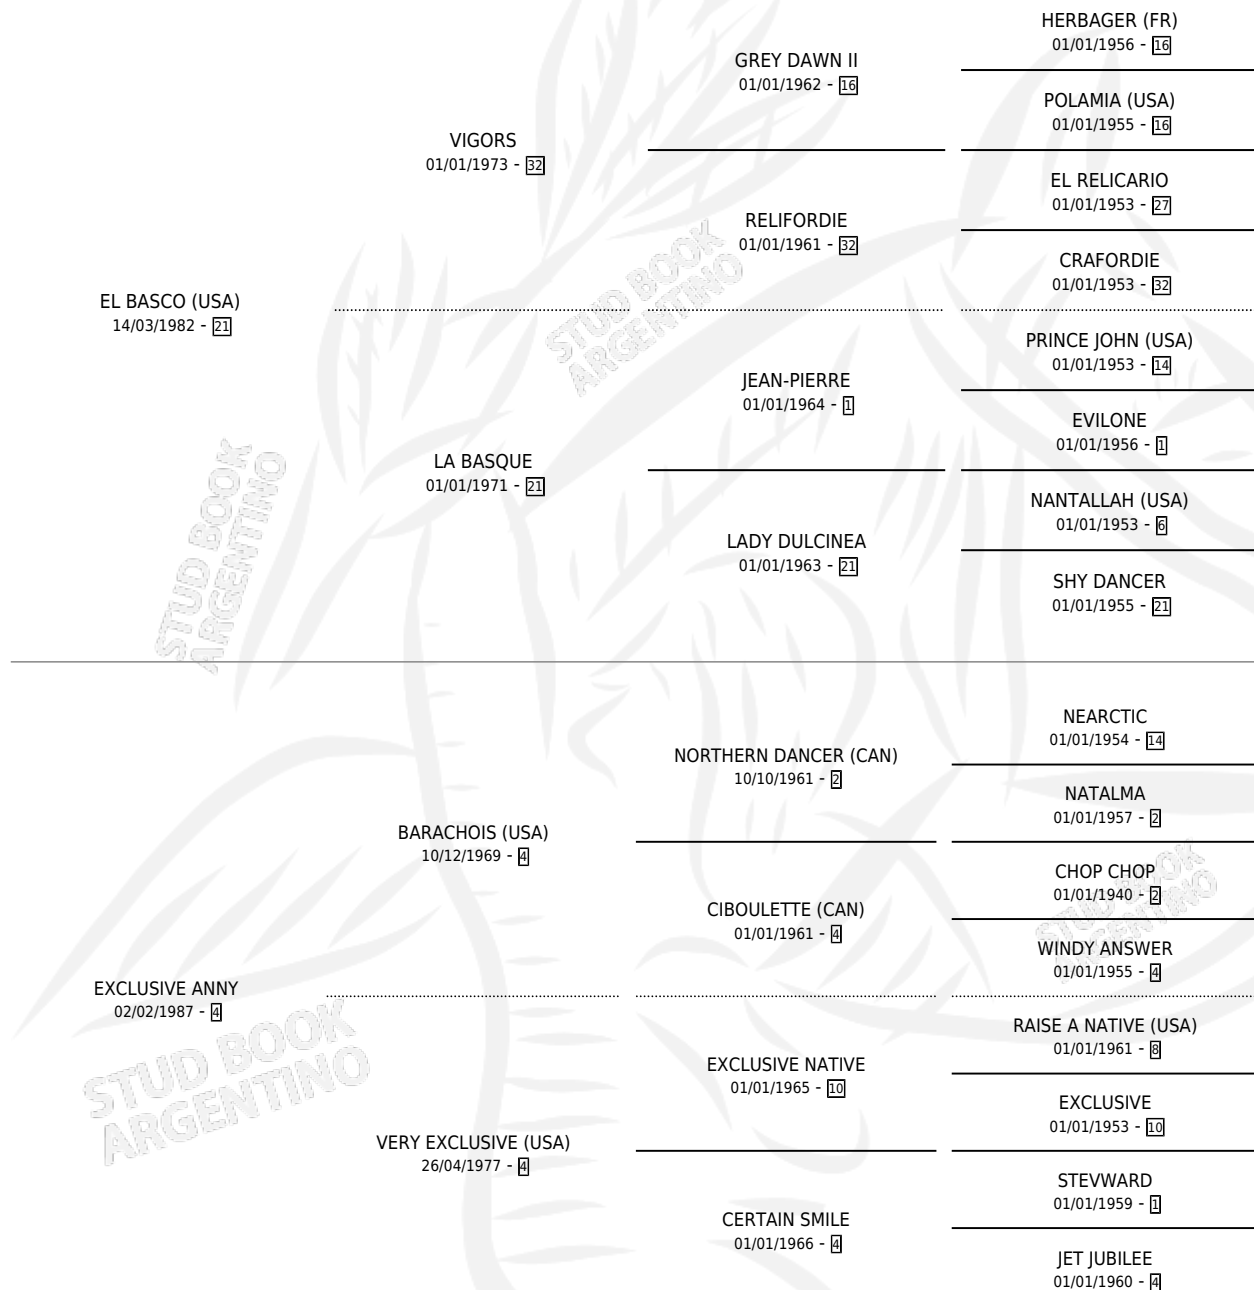 HERBAGER (FR)
01/01/1956 - 16
GREY DAWN II
01/01/1962 - 16
POLAMIA (USA)
01/01/1955 - 16
VIGORS
01/01/1973 - 32
EL RELICARIO
01/01/1953 - 27
RELIFORDIE
01/01/1961 - 32
CRAFORDIE
01/01/1953 - 32
EL BASCO (USA)
14/03/1982 - 21
PRINCE JOHN (USA)
01/01/1953 - 14
JEAN-PIERRE
01/01/1964 - 1
EVILONE
01/01/1956 - 1
LA BASQUE
01/01/1971 - 21
NANTALLAH (USA)
01/01/1953 - 6
LADY DULCINEA
01/01/1963 - 21
SHY DANCER
01/01/1955 - 21
NEARCTIC
01/01/1954 - 14
NORTHERN DANCER (CAN)
10/10/1961 - 2
NATALMA
01/01/1957 - 2
BARACHOIS (USA)
10/12/1969 - 4
CHOP CHOP
01/01/1940 - 2
CIBOULETTE (CAN)
01/01/1961 - 4
WINDY ANSWER
01/01/1955 - 4
EXCLUSIVE ANNY
02/02/1987 - 4
RAISE A NATIVE (USA)
01/01/1961 - 8
EXCLUSIVE NATIVE
01/01/1965 - 10
EXCLUSIVE
01/01/1953 - 10
VERY EXCLUSIVE (USA)
26/04/1977 - 4
STEVWARD
01/01/1959 - 1
CERTAIN SMILE
01/01/1966 - 4
JET JUBILEE
01/01/1960 - 4
STUD BOOK
ARGENTINO
STUD BOOK
ARGENTINO
STUD BOOK
ARGENTINO
STUD BOOK
ARGENTINO